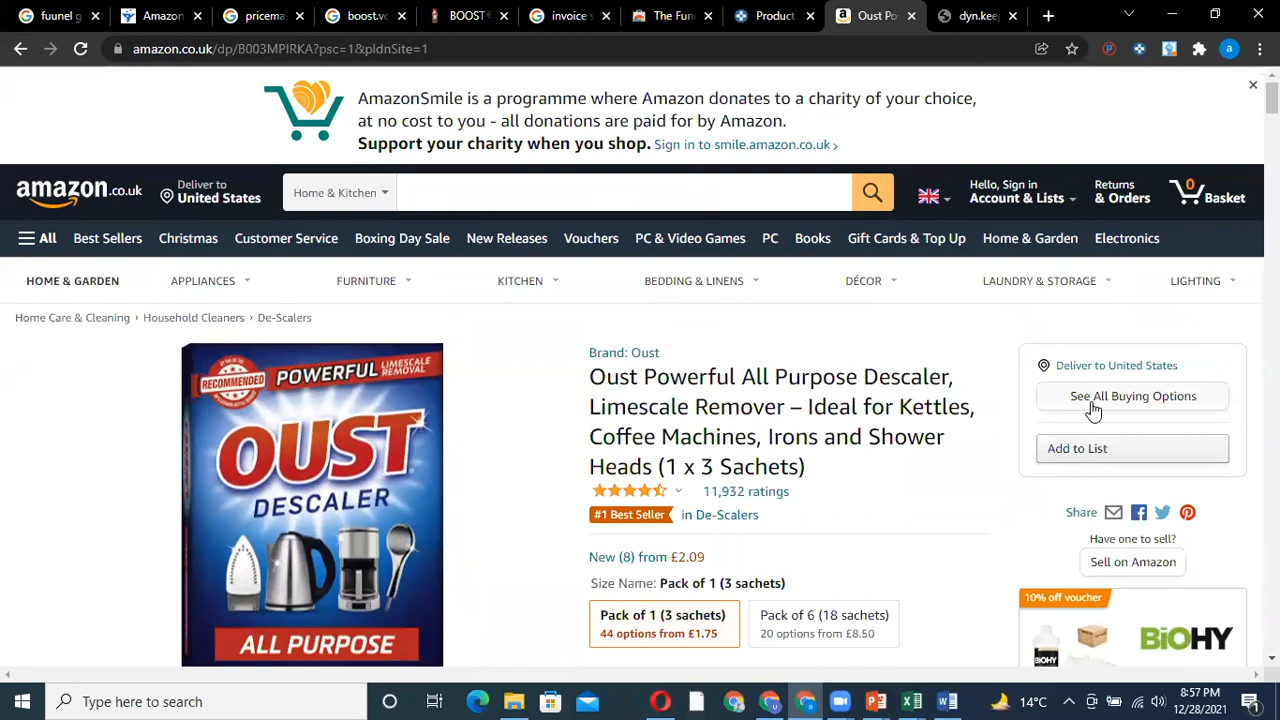 fuunel g
Amazon
pricema
boost.vc
BOOST®
invoice s
The Fun
Product
Oust Po
dyn.keep
amazon.co.uk/dp/B003MPIRKA?psc=1&pldnSite=1
a
AmazonSmile is a programme where Amazon donates to a charity of your choice,
at no cost to you - all donations are paid for by Amazon.
Support your charity when you shop. Sign in to smile.amazon.co.uk ›
amazon.co.uk
Deliver to
United States
Home & Kitchen
Hello, Sign in
Account & Lists
Returns
& Orders
0
Basket
All Best Sellers Christmas Customer Service Boxing Day Sale New Releases Vouchers PC & Video Games PC Books Gift Cards & Top Up Home & Garden Electronics
HOME & GARDEN APPLIANCES FURNITURE KITCHEN BEDDING & LINENS DÉCOR LAUNDRY & STORAGE LIGHTING
Home Care & Cleaning › Household Cleaners › De-Scalers
RECOMMENDED
POWERFUL LIMESCALE
REMOVAL
OUST
DESCALER
ALL PURPOSE
Brand: Oust
Oust Powerful All Purpose Descaler,
Limescale Remover – Ideal for Kettles,
Coffee Machines, Irons and Shower
Heads (1 x 3 Sachets)
11,932 ratings
#1 Best Seller in De-Scalers
New (8) from £2.09
Size Name: Pack of 1 (3 sachets)
Pack of 1 (3 sachets)
44 options from £1.75
Pack of 6 (18 sachets)
20 options from £8.50
Deliver to United States
See All Buying Options
Add to List
Share
Have one to sell?
Sell on Amazon
10% off voucher
BiOHY
BIOHY
Type here to search
14°C
8:57 PM
12/28/2021
1